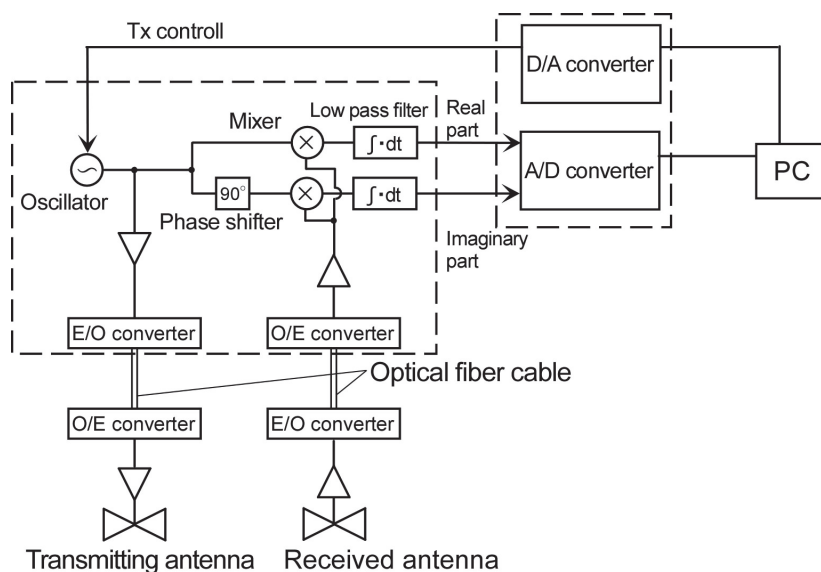 Tx controll
D/A converter
Low pass filter
Real
part
Mixer
∫·dt
A/D converter
PC
Oscillator
90°
∫·dt
Phase shifter
Imaginary
part
E/O converter
O/E converter
Optical fiber cable
O/E converter
E/O converter
Transmitting antenna
Received antenna